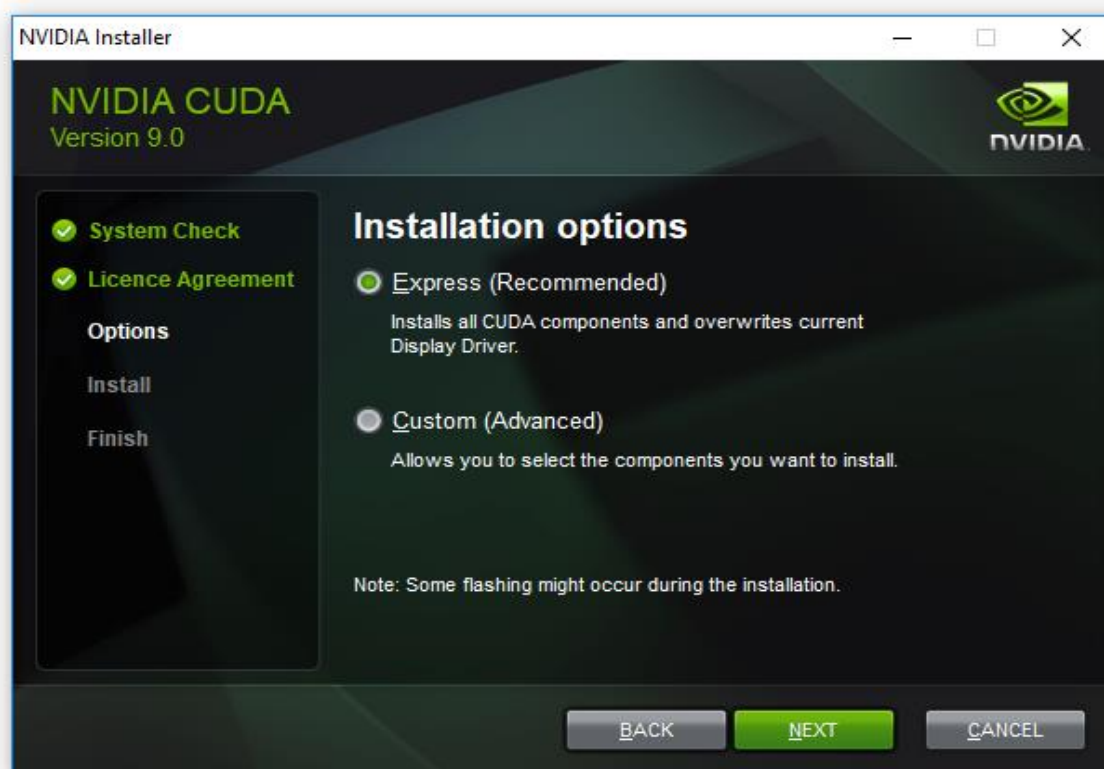 NVIDIA Installer
NVIDIA CUDA
Version 9.0
NVIDIA.
System Check
Licence Agreement
Options
Install
Finish
Installation options
Express (Recommended)
Installs all CUDA components and overwrites current
Display Driver.
Custom (Advanced)
Allows you to select the components you want to install.
Note: Some flashing might occur during the installation.
BACK
NEXT
CANCEL